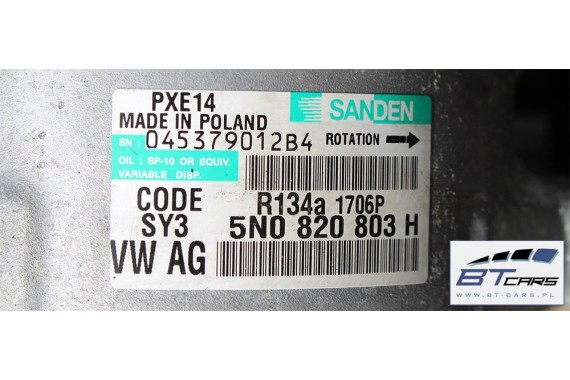 PXE14 SANDEN
MADE IN POLAND
SN: 045379012B4 ROTATION
OIL : SP-10 OR EQUIV.
VARIABLE DISP.
CODE R134a 1706P
SY3 5N0 820 803 H
VW AG
BT CARS
WWW.BT-CARS.PL